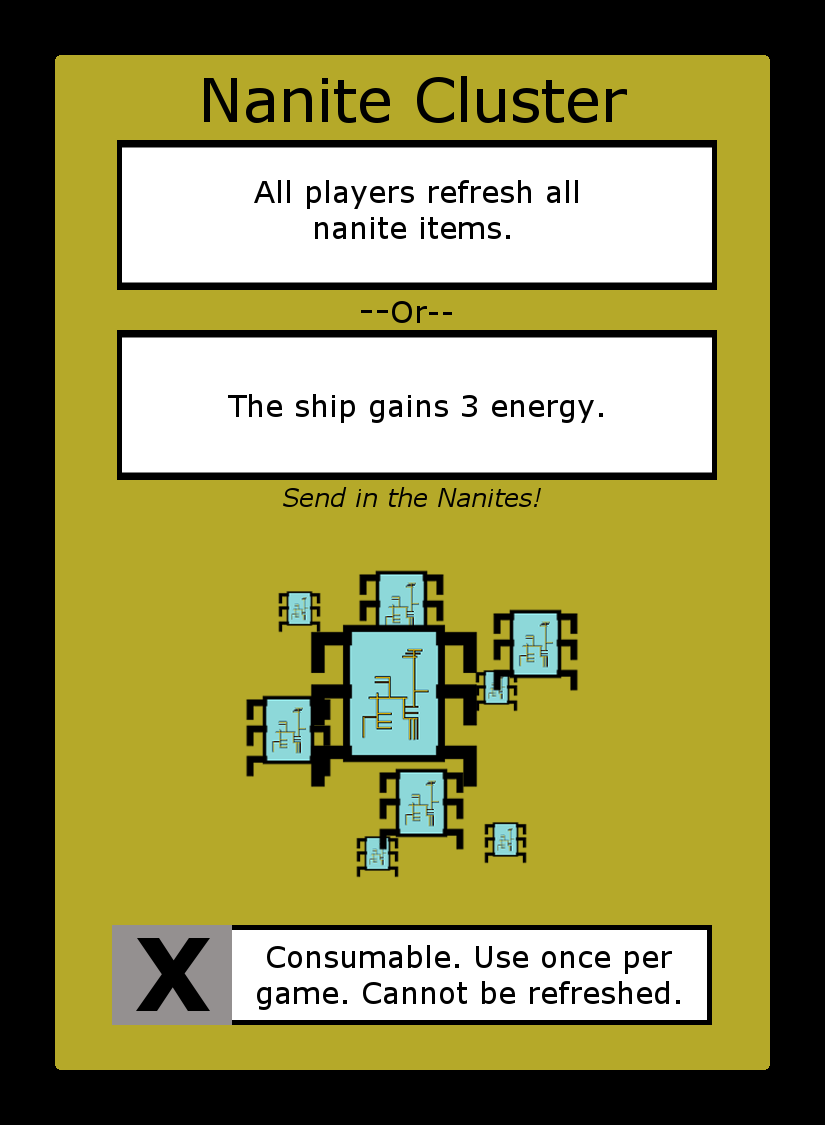 Nanite Cluster
All players refresh all
nanite items.
--Or--
The ship gains 3 energy.
Send in the Nanites!
X
Consumable. Use once per
game. Cannot be refreshed.